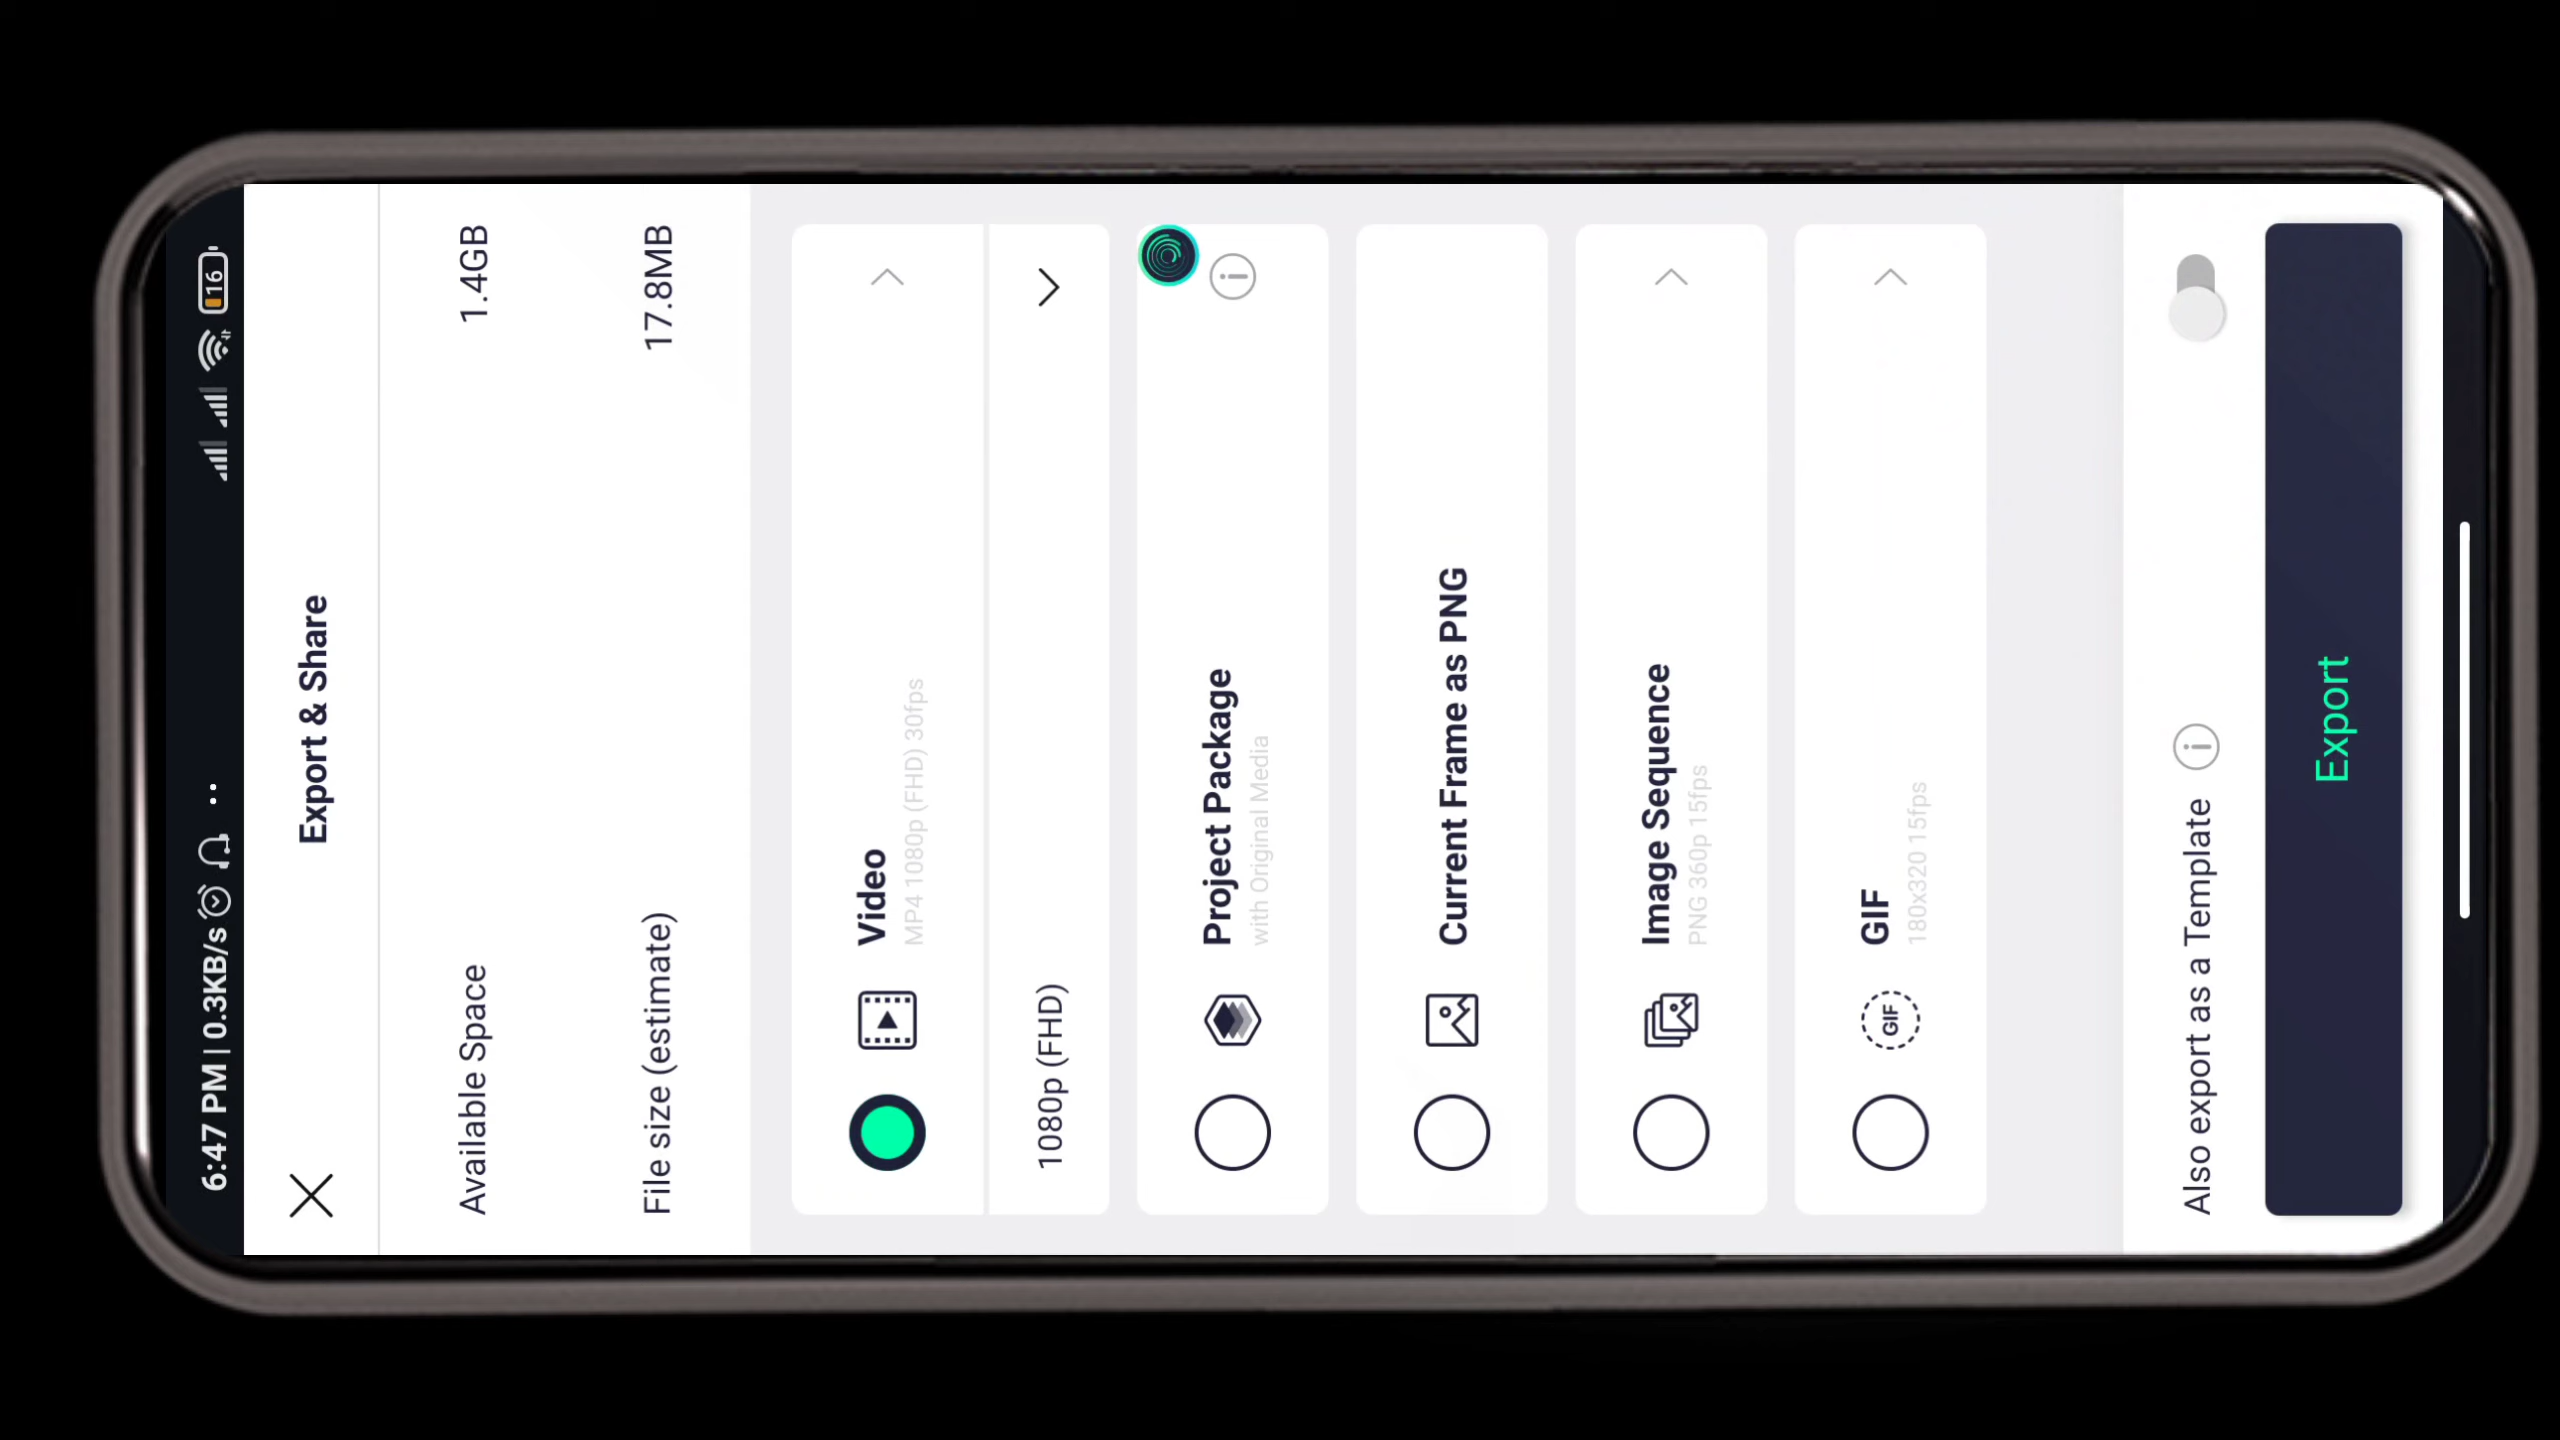 6:47 PM | 0.3KB/s
16
Export & Share
Available Space 1.4GB
File size (estimate) 17.8MB
Video
MP4 1080p (FHD) 30fps
1080p (FHD)
Project Package
with Original Media
Current Frame as PNG
Image Sequence
PNG 360p 15fps
GIF
GIF
180x320 15fps
Also export as a Template
Export